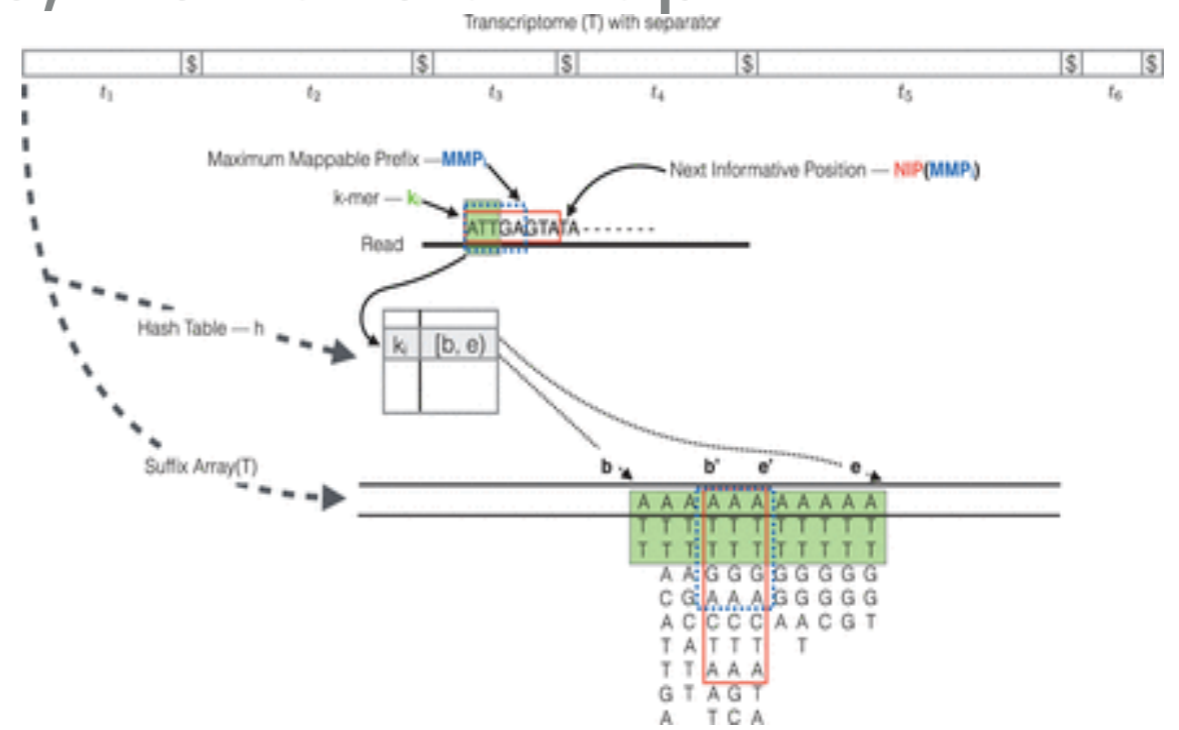 Transcriptome (T) with separator
$ $ $ $ $ $
t1 t2 t3 t4 t5 t6
Maximum Mappable Prefix — MMPi
Next Informative Position — NIP(MMPi)
k-mer — ki
ATTGAGTATA- - - - - - -
Read
Hash Table — h
ki [b, e)
Suffix Array(T)
b b' e' e
A A A A A A A A A A A
T T T T T T T T T T T
T T T T T T T T T T T
A A G G G G G G G G
C G A A A G G G G G
A C C C C A A C G T
T A T T T T
T T A A A
G T A G T
A T C A